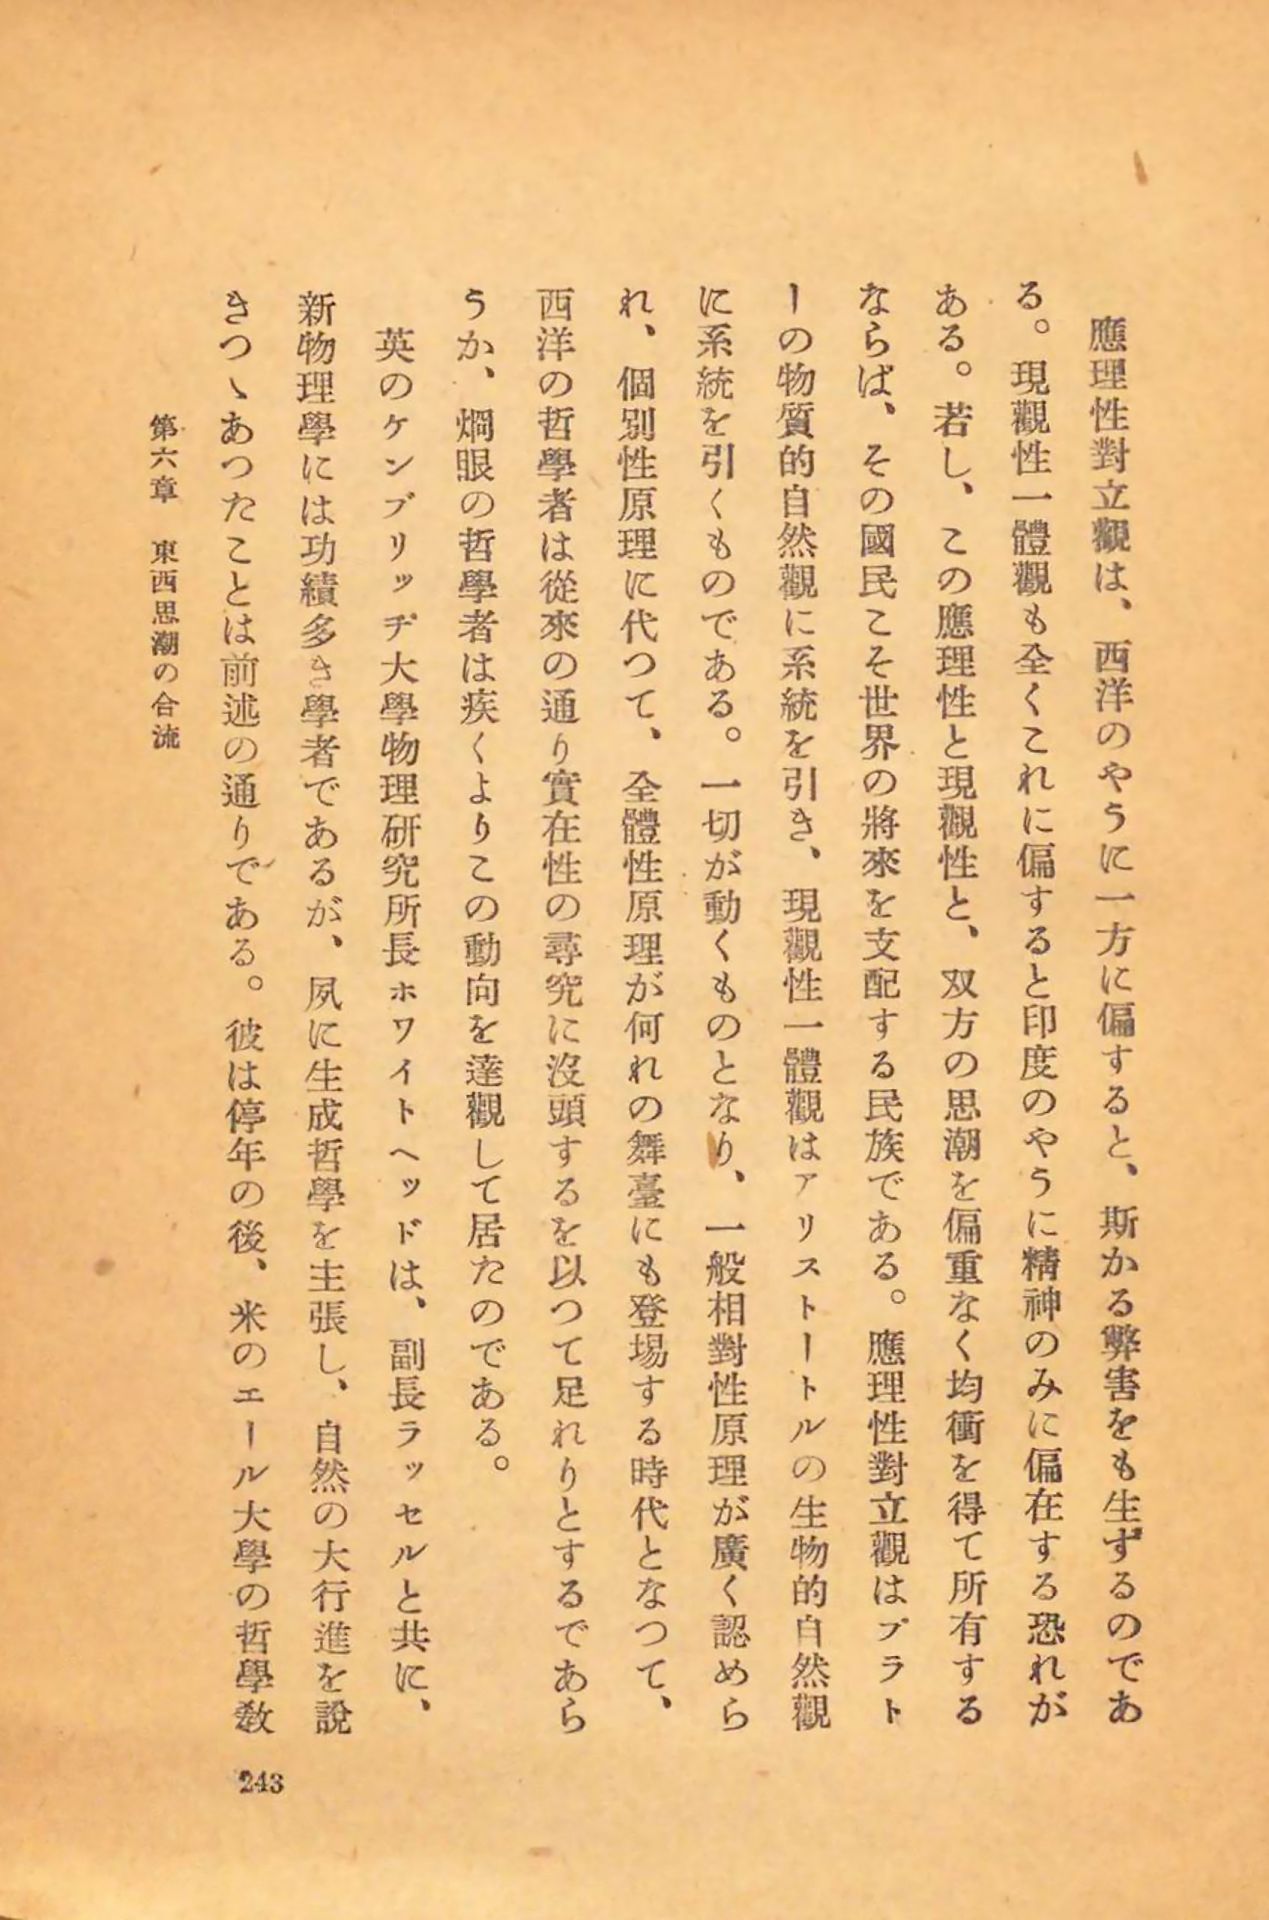 應理性對立觀は、西洋のやうに一方に偏すると、斯かる弊害をも生ずるのであ
る。現觀性一體觀も全くこれに偏すると印度のやうに精神のみに偏在する恐れが
ある。若し、この應理性と現觀性と、双方の思潮を偏重なく均衝を得て所有する
ならば、その國民こそ世界の將來を支配する民族である。應理性對立觀はプラト
ーの物質的自然觀に系統を引き、現觀性一體觀はアリストートルの生物的自然觀
に系統を引くものである。一切が動くものとなり、一般相對性原理が廣く認めら
れ、個別性原理に代つて、全體性原理が何れの舞臺にも登場する時代となつて、
西洋の哲學者は從來の通り實在性の尋究に沒頭するを以つて足れりとするであら
うか、烱眼の哲學者は疾くよりこの動向を達觀して居たのである。
英のケンブリッヂ大學物理研究所長ホワイトヘッドは、副長ラッセルと共に、
新物理學には功績多き學者であるが、夙に生成哲學を主張し、自然の大行進を說
きつゝあつたことは前述の通りである。彼は停年の後、米のエール大學の哲學敎
第六章　東西思潮の合流
243